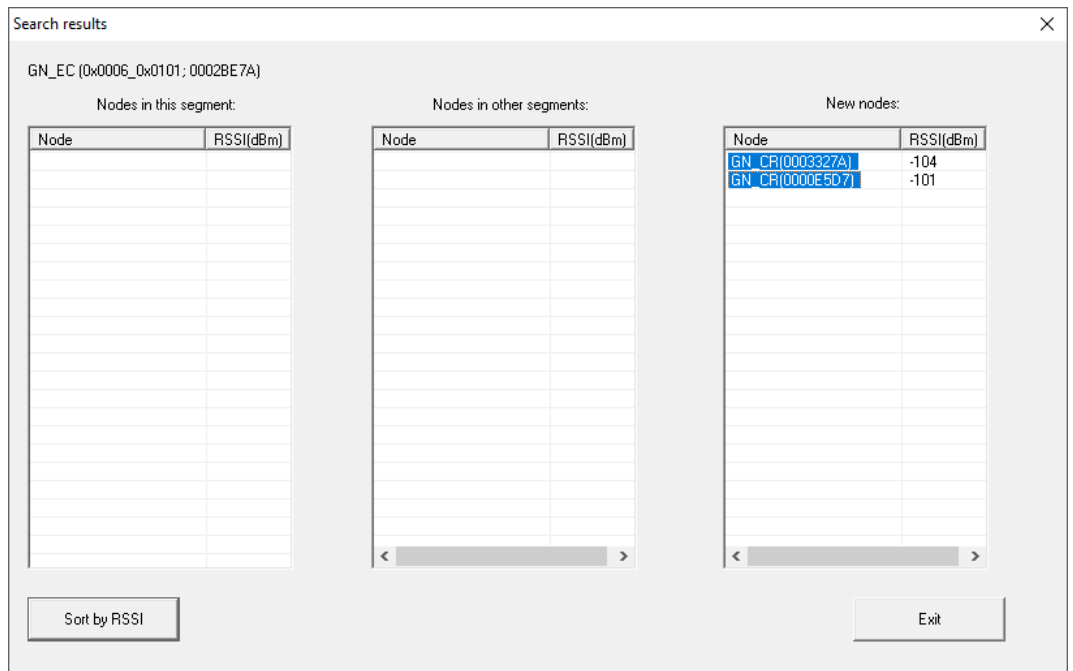 Search results
GN_EC (0x0006_0x0101; 0002BE7A)
Nodes in this segment:
Node RSSI(dBm)
Nodes in other segments:
Node RSSI(dBm)
New nodes:
Node RSSI(dBm)
GN_CR(0003327A) -104
GN_CR(0000E5D7) -101
Sort by RSSI
Exit